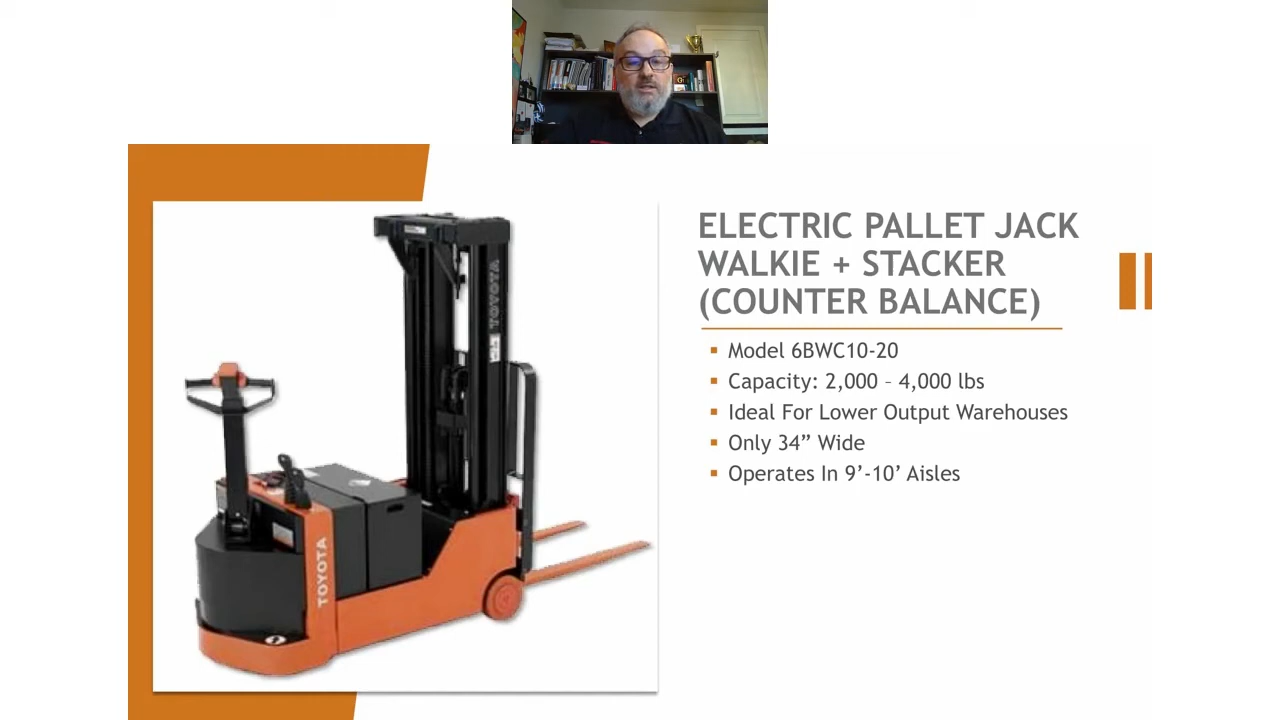 ELECTRIC PALLET JACK
WALKIE + STACKER
(COUNTER BALANCE)
▪ Model 6BWC10-20
▪ Capacity: 2,000 – 4,000 lbs
▪ Ideal For Lower Output Warehouses
▪ Only 34” Wide
▪ Operates In 9’-10’ Aisles
TOYOTA
TOYOTA